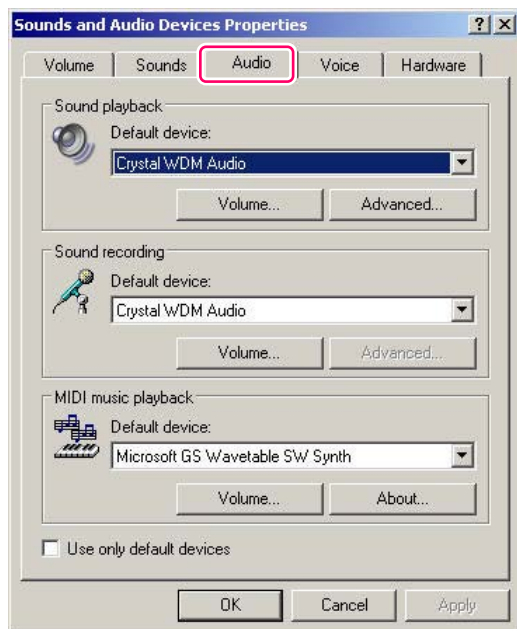 Sounds and Audio Devices Properties
?
Volume Sounds Audio Voice Hardware
Sound playback
Default device:
Crystal WDM Audio
Volume... Advanced...
Sound recording
Default device:
Crystal WDM Audio
Volume... Advanced...
MIDI music playback
Default device:
Microsoft GS Wavetable SW Synth
Volume... About...
Use only default devices
OK Cancel Apply